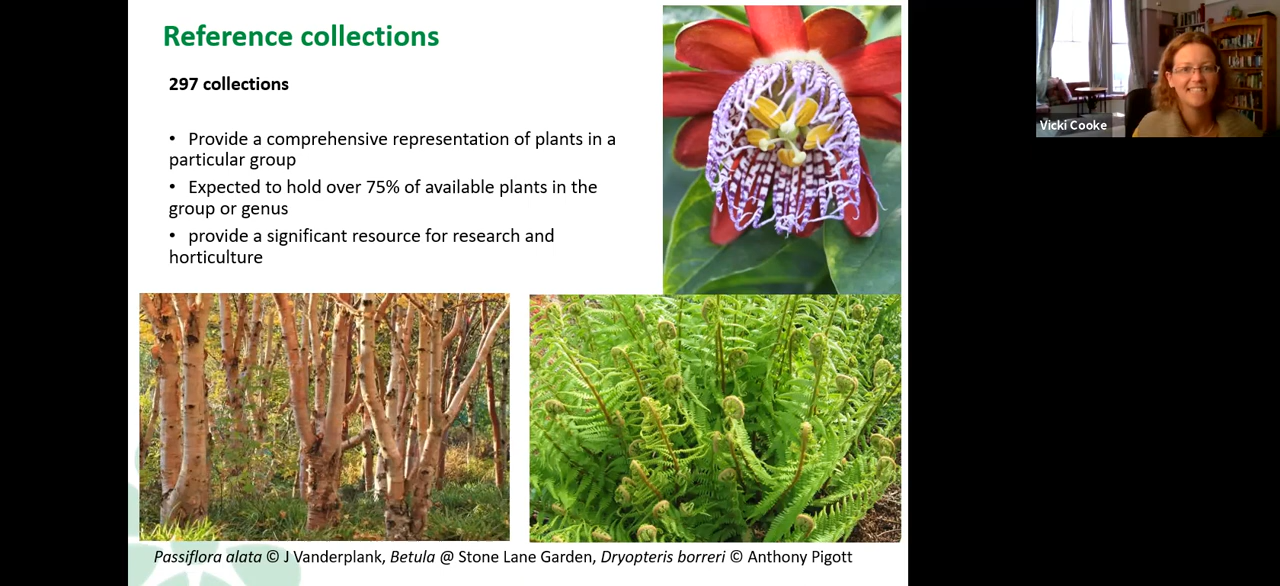 Reference collections
297 collections
• Provide a comprehensive representation of plants in a
particular group
• Expected to hold over 75% of available plants in the
group or genus
• provide a significant resource for research and
horticulture
Passiflora alata © J Vanderplank, Betula @ Stone Lane Garden, Dryopteris borreri © Anthony Pigott
Vicki Cooke